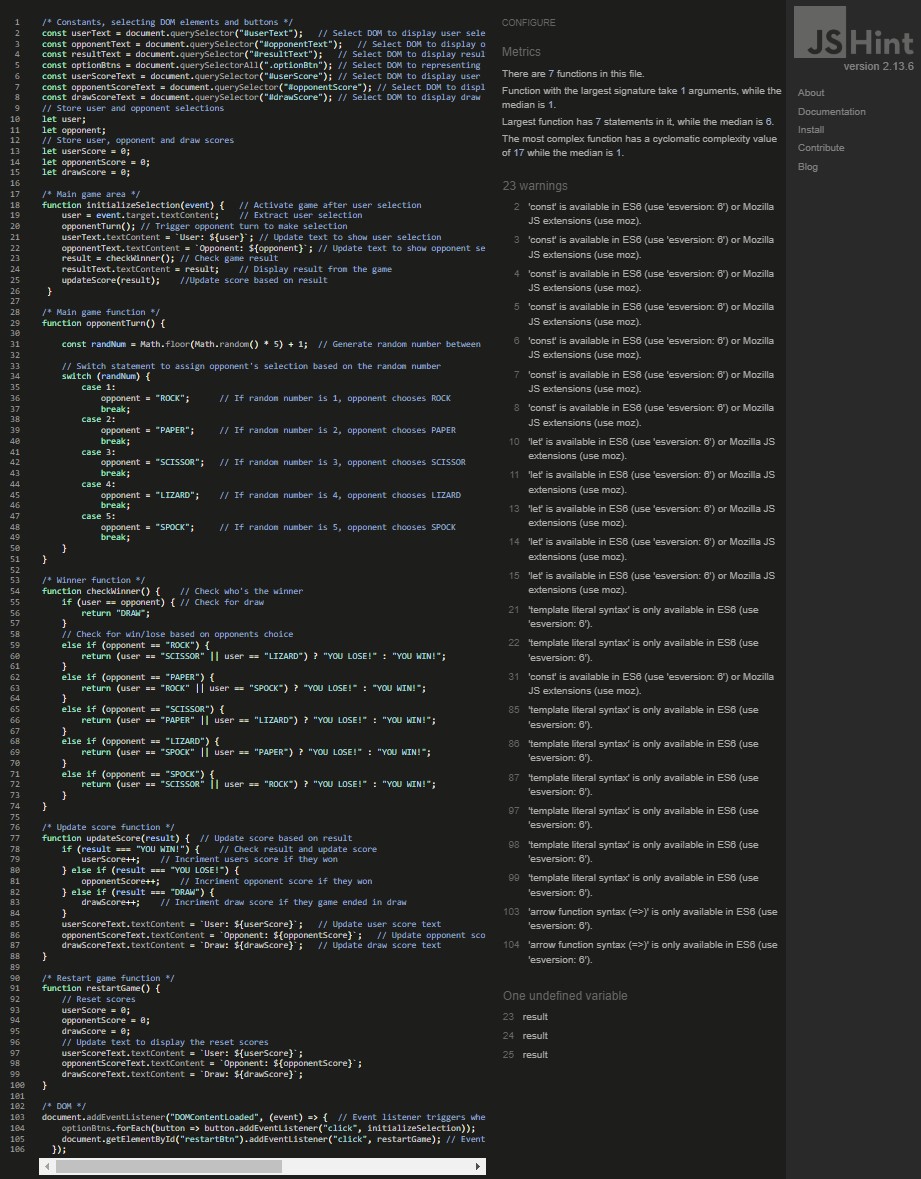 1 /* Constants, selecting DOM elements and buttons */
2 const userText = document.querySelector("#userText"); // Select DOM to display user sele
3 const opponentText = document.querySelector("#opponentText"); // Select DOM to display o
4 const resultText = document.querySelector("#resultText"); // Select DOM to display resul
5 const optionBtns = document.querySelectorAll(".optionBtn"); // Select DOM to representing
6 const userScoreText = document.querySelector("#userScore"); // Select DOM to display user
7 const opponentScoreText = document.querySelector("#opponentScore"); // Select DOM to displ
8 const drawScoreText = document.querySelector("#drawScore"); // Select DOM to display draw
9 // Store user and opponent selections
10 let user;
11 let opponent;
12 // Store user, opponent and draw scores
13 let userScore = 0;
14 let opponentScore = 0;
15 let drawScore = 0;
16
17 /* Main game area */
18 function initializeSelection(event) { // Activate game after user selection
19 user = event.target.textContent; // Extract user selection
20 opponentTurn(); // Trigger opponent turn to make selection
21 userText.textContent = `User: ${user}`; // Update text to show user selection
22 opponentText.textContent = `Opponent: ${opponent}`; // Update text to show opponent se
23 result = checkWinner(); // Check game result
24 resultText.textContent = result; // Display result from the game
25 updateScore(result); //Update score based on result
26 }
27
28 /* Main game function */
29 function opponentTurn() {
30
31 const randNum = Math.floor(Math.random() * 5) + 1; // Generate random number between
32
33 // Switch statement to assign opponent's selection based on the random number
34 switch (randNum) {
35 case 1:
36 opponent = "ROCK"; // If random number is 1, opponent chooses ROCK
37 break;
38 case 2:
39 opponent = "PAPER"; // If random number is 2, opponent chooses PAPER
40 break;
41 case 3:
42 opponent = "SCISSOR"; // If random number is 3, opponent chooses SCISSOR
43 break;
44 case 4:
45 opponent = "LIZARD"; // If random number is 4, opponent chooses LIZARD
46 break;
47 case 5:
48 opponent = "SPOCK"; // If random number is 5, opponent chooses SPOCK
49 break;
50 }
51 }
52
53 /* Winner function */
54 function checkWinner() { // Check who's the winner
55 if (user == opponent) { // Check for draw
56 return "DRAW";
57 }
58 // Check for win/lose based on opponents choice
59 else if (opponent == "ROCK") {
60 return (user == "SCISSOR" || user == "LIZARD") ? "YOU LOSE!" : "YOU WIN!";
61 }
62 else if (opponent == "PAPER") {
63 return (user == "ROCK" || user == "SPOCK") ? "YOU LOSE!" : "YOU WIN!";
64 }
65 else if (opponent == "SCISSOR") {
66 return (user == "PAPER" || user == "LIZARD") ? "YOU LOSE!" : "YOU WIN!";
67 }
68 else if (opponent == "LIZARD") {
69 return (user == "SPOCK" || user == "PAPER") ? "YOU LOSE!" : "YOU WIN!";
70 }
71 else if (opponent == "SPOCK") {
72 return (user == "SCISSOR" || user == "ROCK") ? "YOU LOSE!" : "YOU WIN!";
73 }
74 }
75
76 /* Update score function */
77 function updateScore(result) { // Update score based on result
78 if (result === "YOU WIN!") { // Check result and update score
79 userScore++; // Incriment users score if they won
80 } else if (result === "YOU LOSE!") {
81 opponentScore++; // Incriment opponent score if they won
82 } else if (result === "DRAW") {
83 drawScore++; // Incriment draw score if they game ended in draw
84 }
85 userScoreText.textContent = `User: ${userScore}`; // Update user score text
86 opponentScoreText.textContent = `Opponent: ${opponentScore}`; // Update opponent sco
87 drawScoreText.textContent = `Draw: ${drawScore}`; // Update draw score text
88 }
89
90 /* Restart game function */
91 function restartGame() {
92 // Reset scores
93 userScore = 0;
94 opponentScore = 0;
95 drawScore = 0;
96 // Update text to display the reset scores
97 userScoreText.textContent = `User: ${userScore}`;
98 opponentScoreText.textContent = `Opponent: ${opponentScore}`;
99 drawScoreText.textContent = `Draw: ${drawScore}`;
100 }
101
102 /* DOM */
103 document.addEventListener("DOMContentLoaded", (event) => { // Event listener triggers whe
104 optionBtns.forEach(button => button.addEventListener("click", initializeSelection));
105 document.getElementById("restartBtn").addEventListener("click", restartGame); // Event
106 });
CONFIGURE
Metrics
There are 7 functions in this file.
Function with the largest signature take 1 arguments, while the
median is 1.
Largest function has 7 statements in it, while the median is 6.
The most complex function has a cyclomatic complexity value
of 17 while the median is 1.
23 warnings
2 'const' is available in ES6 (use 'esversion: 6') or Mozilla
JS extensions (use moz).
3 'const' is available in ES6 (use 'esversion: 6') or Mozilla
JS extensions (use moz).
4 'const' is available in ES6 (use 'esversion: 6') or Mozilla
JS extensions (use moz).
5 'const' is available in ES6 (use 'esversion: 6') or Mozilla
JS extensions (use moz).
6 'const' is available in ES6 (use 'esversion: 6') or Mozilla
JS extensions (use moz).
7 'const' is available in ES6 (use 'esversion: 6') or Mozilla
JS extensions (use moz).
8 'const' is available in ES6 (use 'esversion: 6') or Mozilla
JS extensions (use moz).
10 'let' is available in ES6 (use 'esversion: 6') or Mozilla JS
extensions (use moz).
11 'let' is available in ES6 (use 'esversion: 6') or Mozilla JS
extensions (use moz).
13 'let' is available in ES6 (use 'esversion: 6') or Mozilla JS
extensions (use moz).
14 'let' is available in ES6 (use 'esversion: 6') or Mozilla JS
extensions (use moz).
15 'let' is available in ES6 (use 'esversion: 6') or Mozilla JS
extensions (use moz).
21 'template literal syntax' is only available in ES6 (use
'esversion: 6').
22 'template literal syntax' is only available in ES6 (use
'esversion: 6').
31 'const' is available in ES6 (use 'esversion: 6') or Mozilla
JS extensions (use moz).
85 'template literal syntax' is only available in ES6 (use
'esversion: 6').
86 'template literal syntax' is only available in ES6 (use
'esversion: 6').
87 'template literal syntax' is only available in ES6 (use
'esversion: 6').
97 'template literal syntax' is only available in ES6 (use
'esversion: 6').
98 'template literal syntax' is only available in ES6 (use
'esversion: 6').
99 'template literal syntax' is only available in ES6 (use
'esversion: 6').
103 'arrow function syntax (=>)' is only available in ES6 (use
'esversion: 6').
104 'arrow function syntax (=>)' is only available in ES6 (use
'esversion: 6').
One undefined variable
23 result
24 result
25 result
JSHint
version 2.13.6
About
Documentation
Install
Contribute
Blog